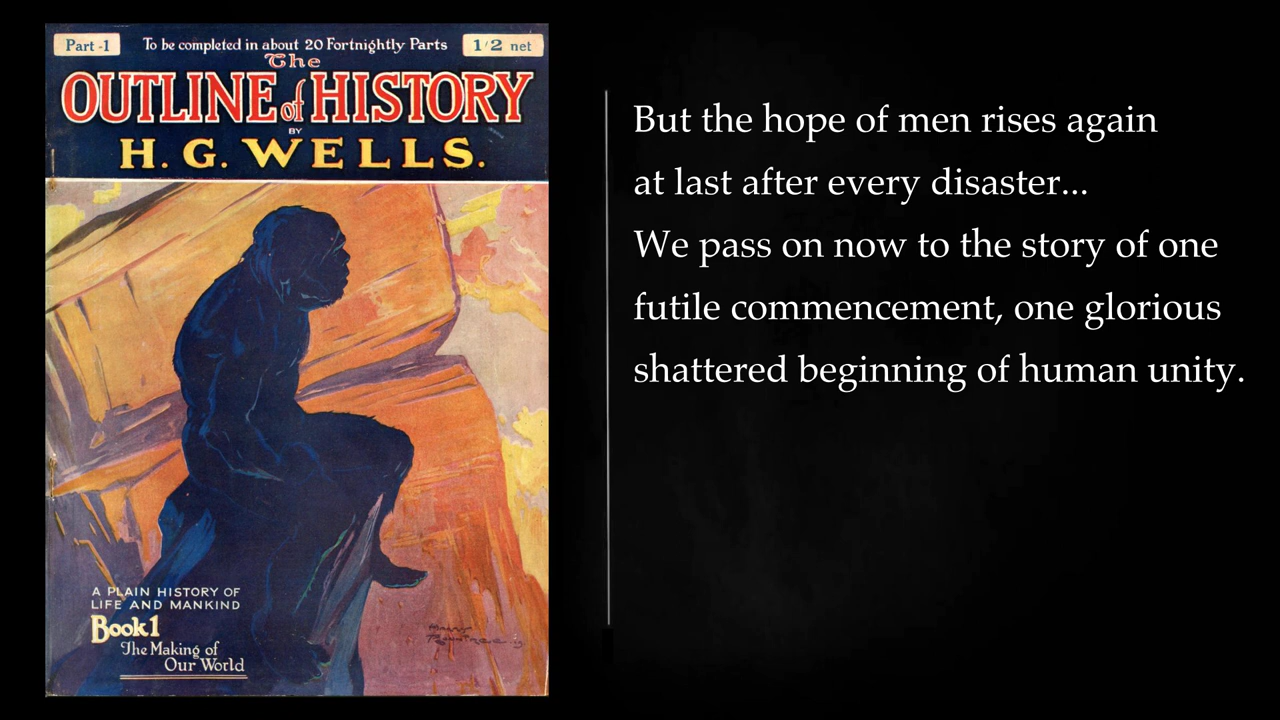 Part -1
To be completed in about 20 Fortnightly Parts
1/2 net
The
OUTLINE of HISTORY
BY
H. G. WELLS.
A PLAIN HISTORY OF
LIFE AND MANKIND
Book 1
The Making of
Our World
But the hope of men rises again
at last after every disaster...
We pass on now to the story of one
futile commencement, one glorious
shattered beginning of human unity.